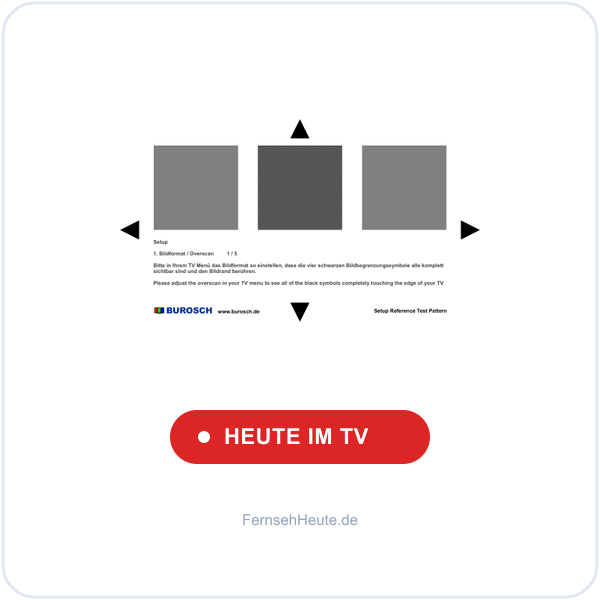 Setup
1. Bildformat / Overscan 1 / 5
Bitte in Ihrem TV Menü das Bildformat so einstellen, dass die vier schwarzen Bildbegrenzungssymbole alle komplett
sichtbar sind und den Bildrand berühren.
Please adjust the overscan in your TV menu to see all of the black symbols completely touching the edge of your TV
BUROSCH www.burosch.de Setup Reference Test Pattern
HEUTE IM TV
FernsehHeute.de